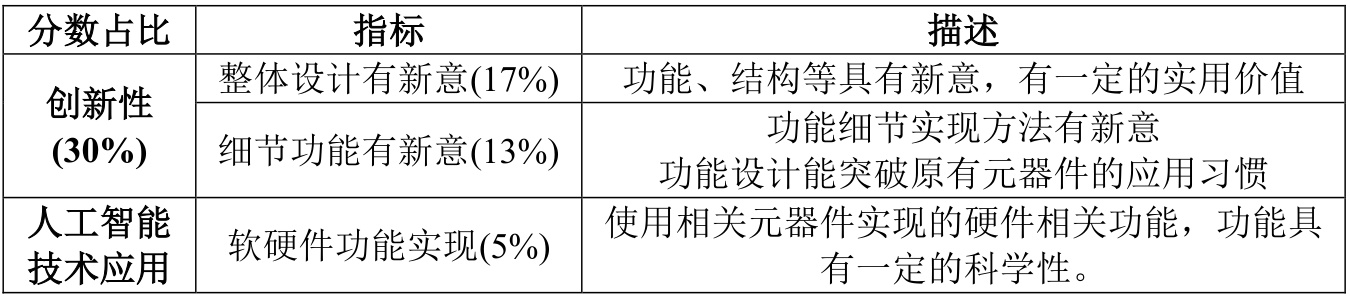 分数占比 指标 描述
创新性
(30%)
整体设计有新意(17%) 功能、结构等具有新意，有一定的实用价值
细节功能有新意(13%)
功能细节实现方法有新意
功能设计能突破原有元器件的应用习惯
人工智能
技术应用
软硬件功能实现(5%)
使用相关元器件实现的硬件相关功能，功能具
有一定的科学性。